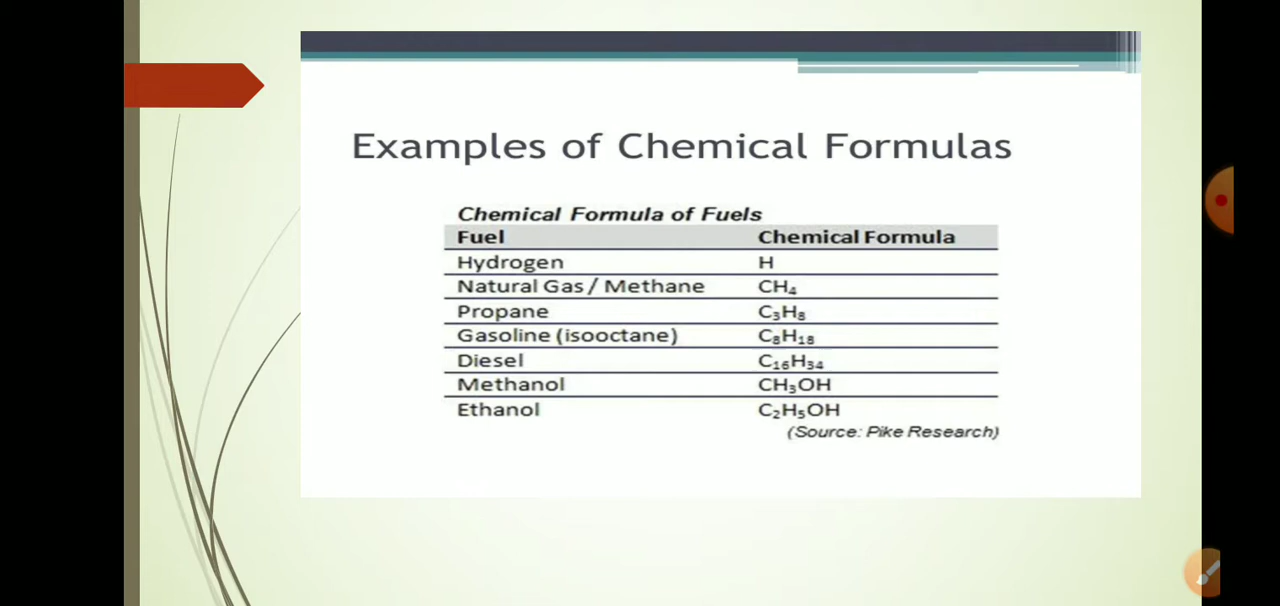 Examples of Chemical Formulas
Chemical Formula of Fuels
Fuel Chemical Formula
Hydrogen H
Natural Gas / Methane CH₄
Propane C₃H₈
Gasoline (isooctane) C₈H₁₈
Diesel C₁₆H₃₄
Methanol CH₃OH
Ethanol C₂H₅OH
(Source: Pike Research)